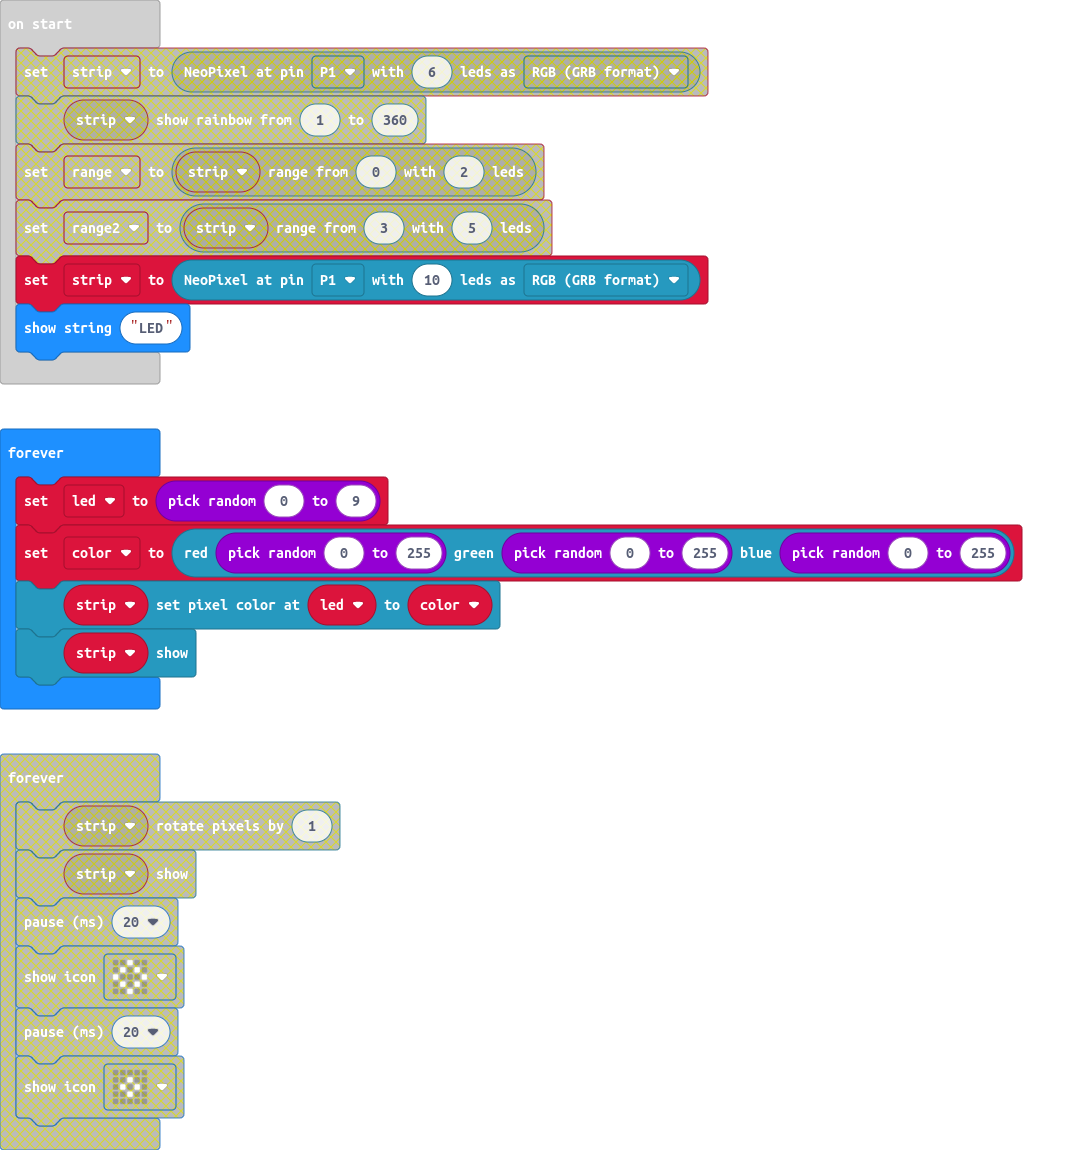 on start
set strip to NeoPixel at pin P1 with 6 leds as RGB (GRB format)
strip show rainbow from 1 to 360
set range to strip range from 0 with 2 leds
set range2 to strip range from 3 with 5 leds
set strip to NeoPixel at pin P1 with 10 leds as RGB (GRB format)
show string "LED"
forever
set led to pick random 0 to 9
set color to red pick random 0 to 255 green pick random 0 to 255 blue pick random 0 to 255
strip set pixel color at led to color
strip show
forever
strip rotate pixels by 1
strip show
pause (ms) 20
show icon
pause (ms) 20
show icon